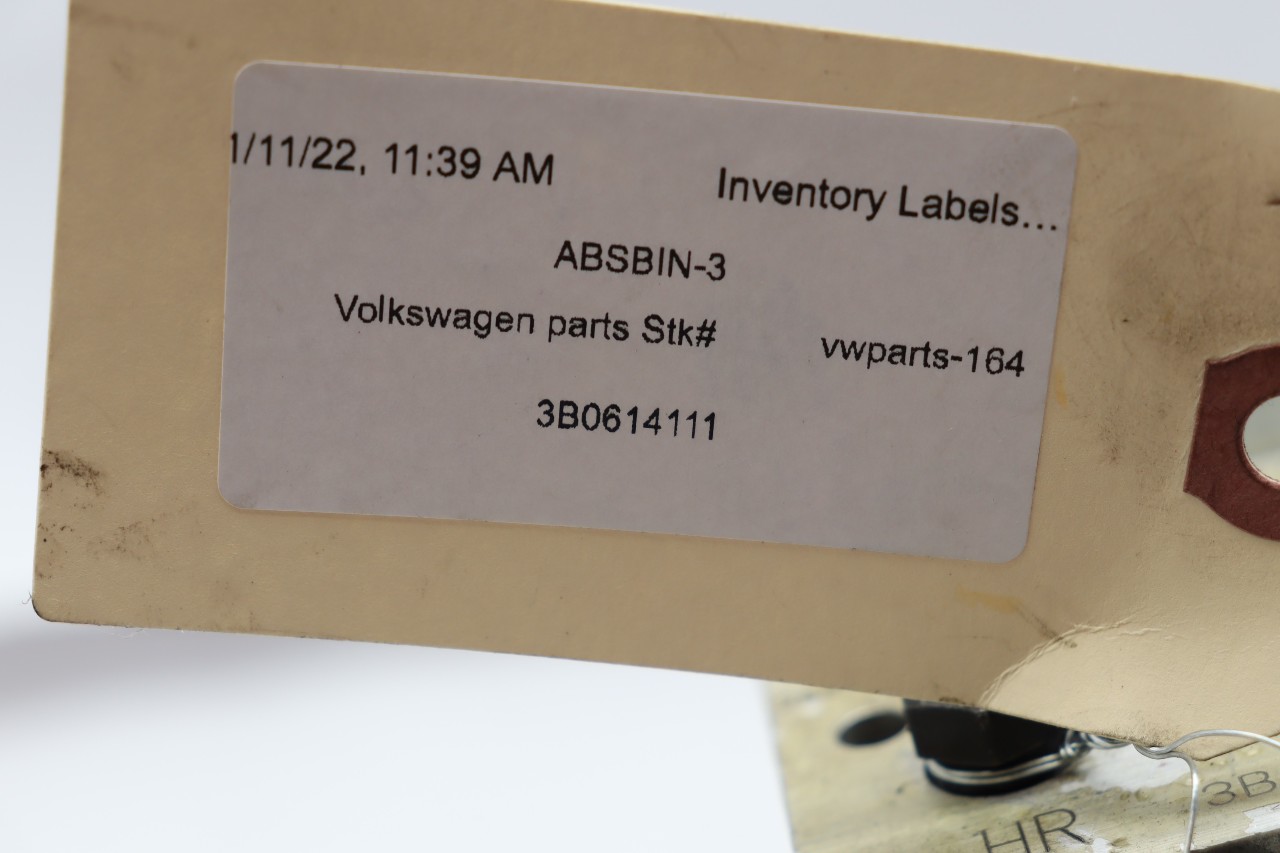 1/11/22, 11:39 AM Inventory Labels...
ABSBIN-3
Volkswagen parts Stk# vwparts-164
3B0614111
HR 3B